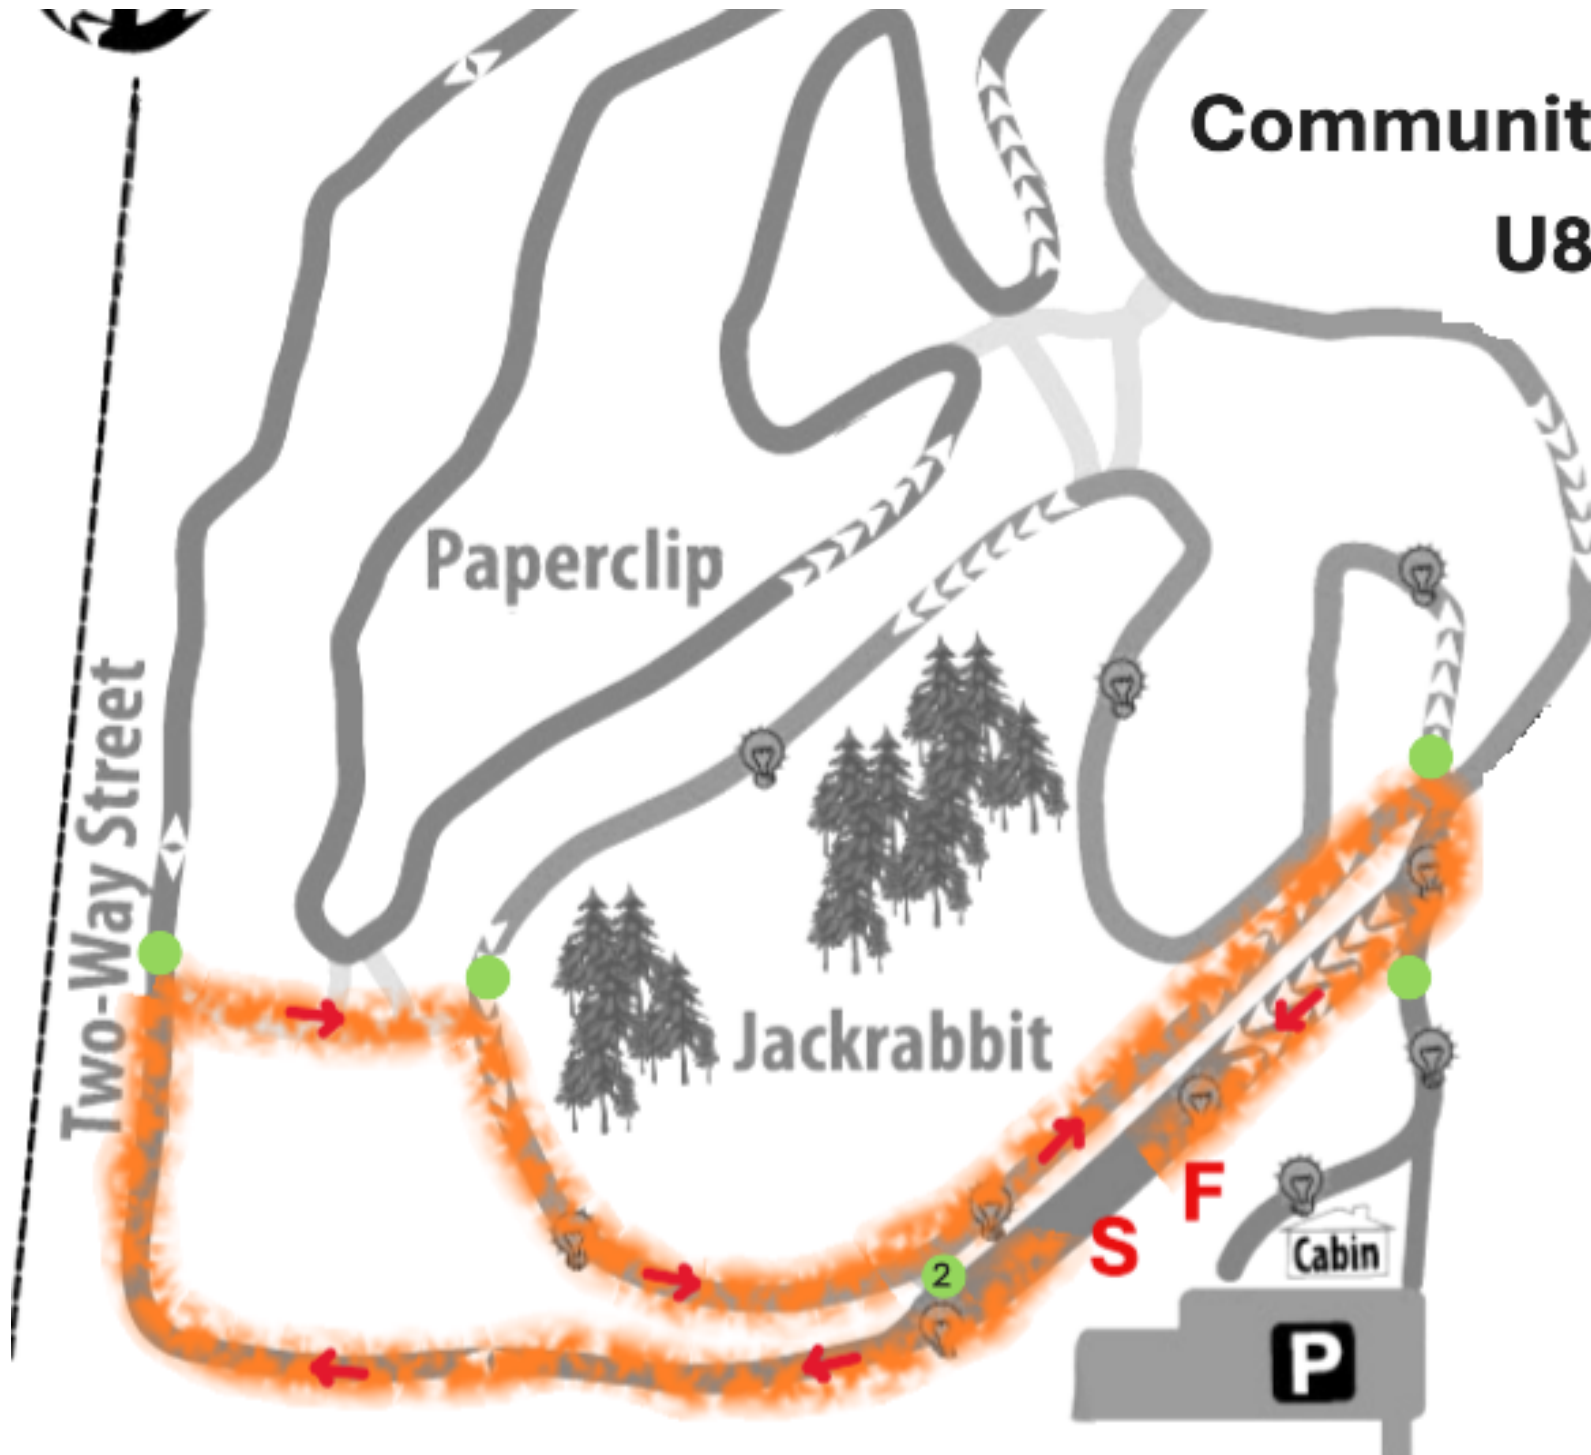 Communit
U8
Paperclip
Two-Way Street
Jackrabbit
2
F
S
Cabin
P